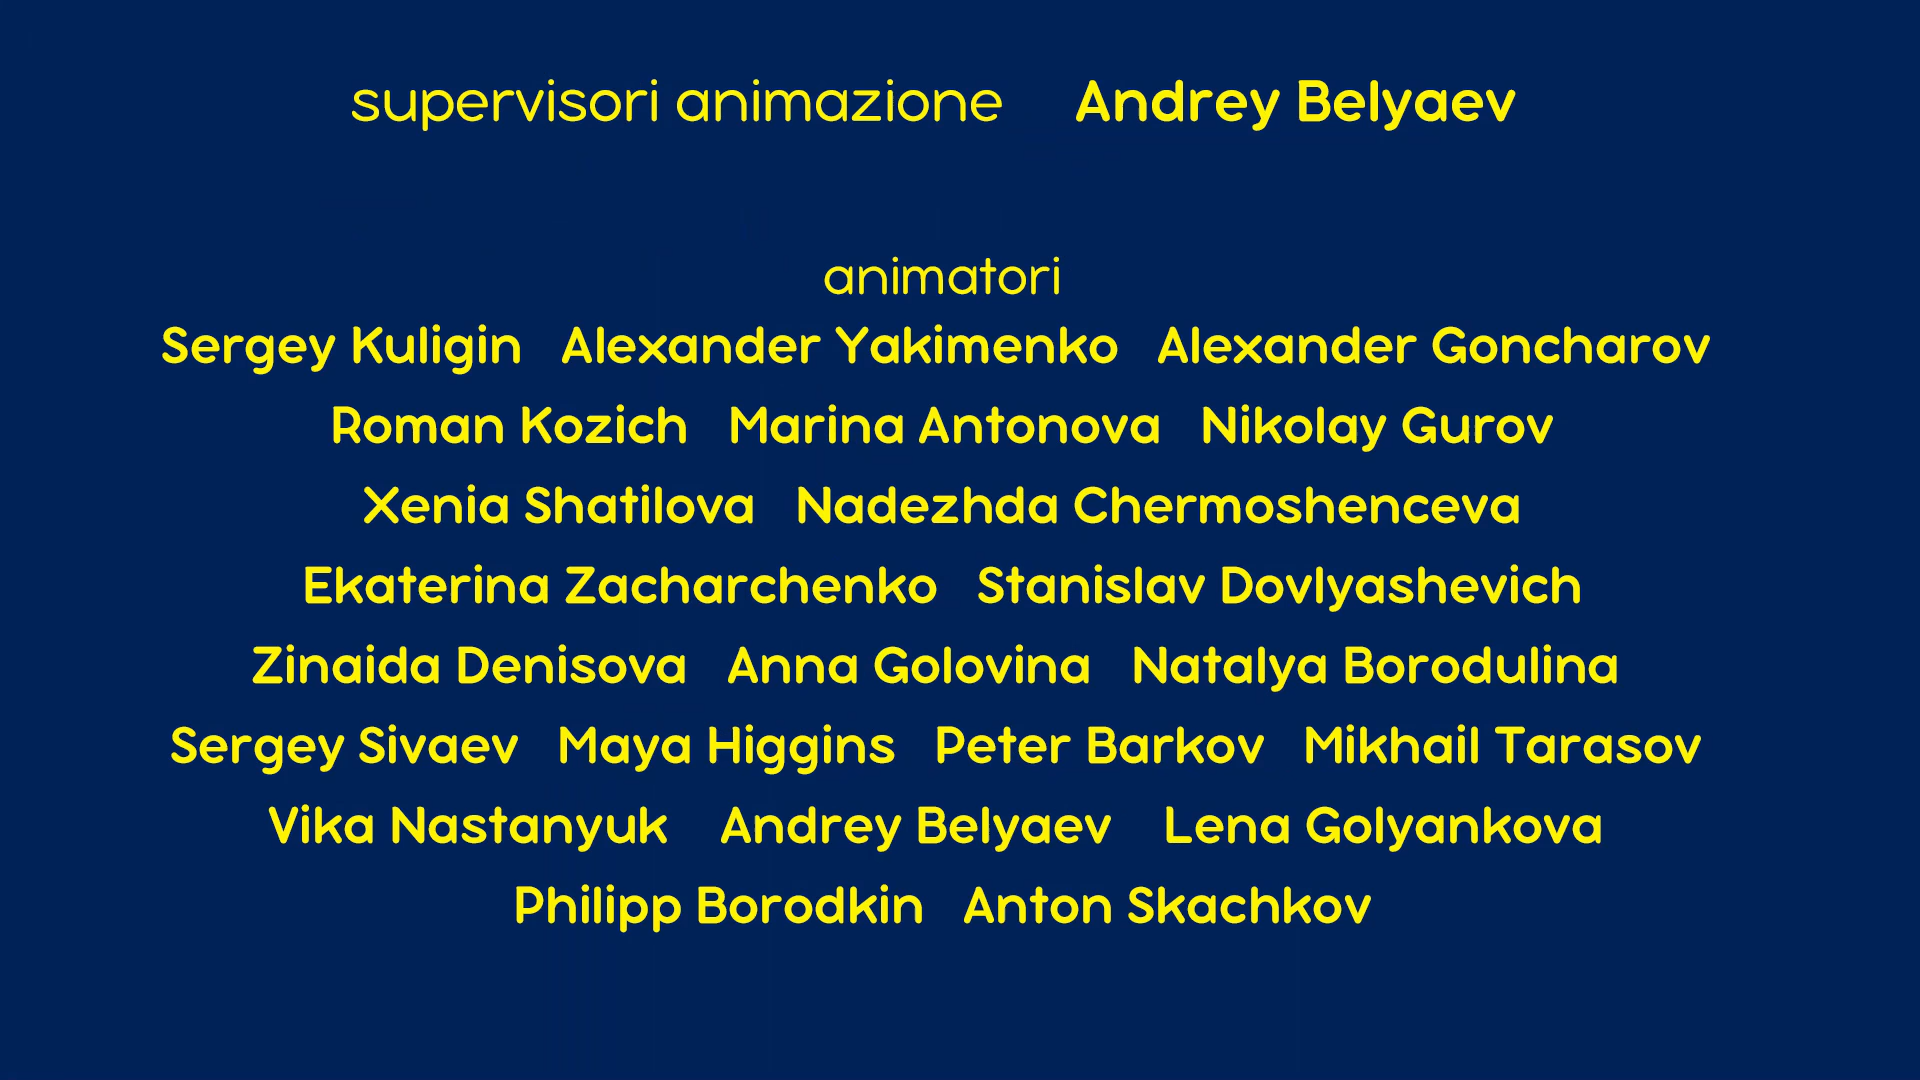 supervisori animazione Andrey Belyaev
animatori
Sergey Kuligin Alexander Yakimenko Alexander Goncharov
Roman Kozich Marina Antonova Nikolay Gurov
Xenia Shatilova Nadezhda Chermoshenceva
Ekaterina Zacharchenko Stanislav Dovlyashevich
Zinaida Denisova Anna Golovina Natalya Borodulina
Sergey Sivaev Maya Higgins Peter Barkov Mikhail Tarasov
Vika Nastanyuk Andrey Belyaev Lena Golyankova
Philipp Borodkin Anton Skachkov